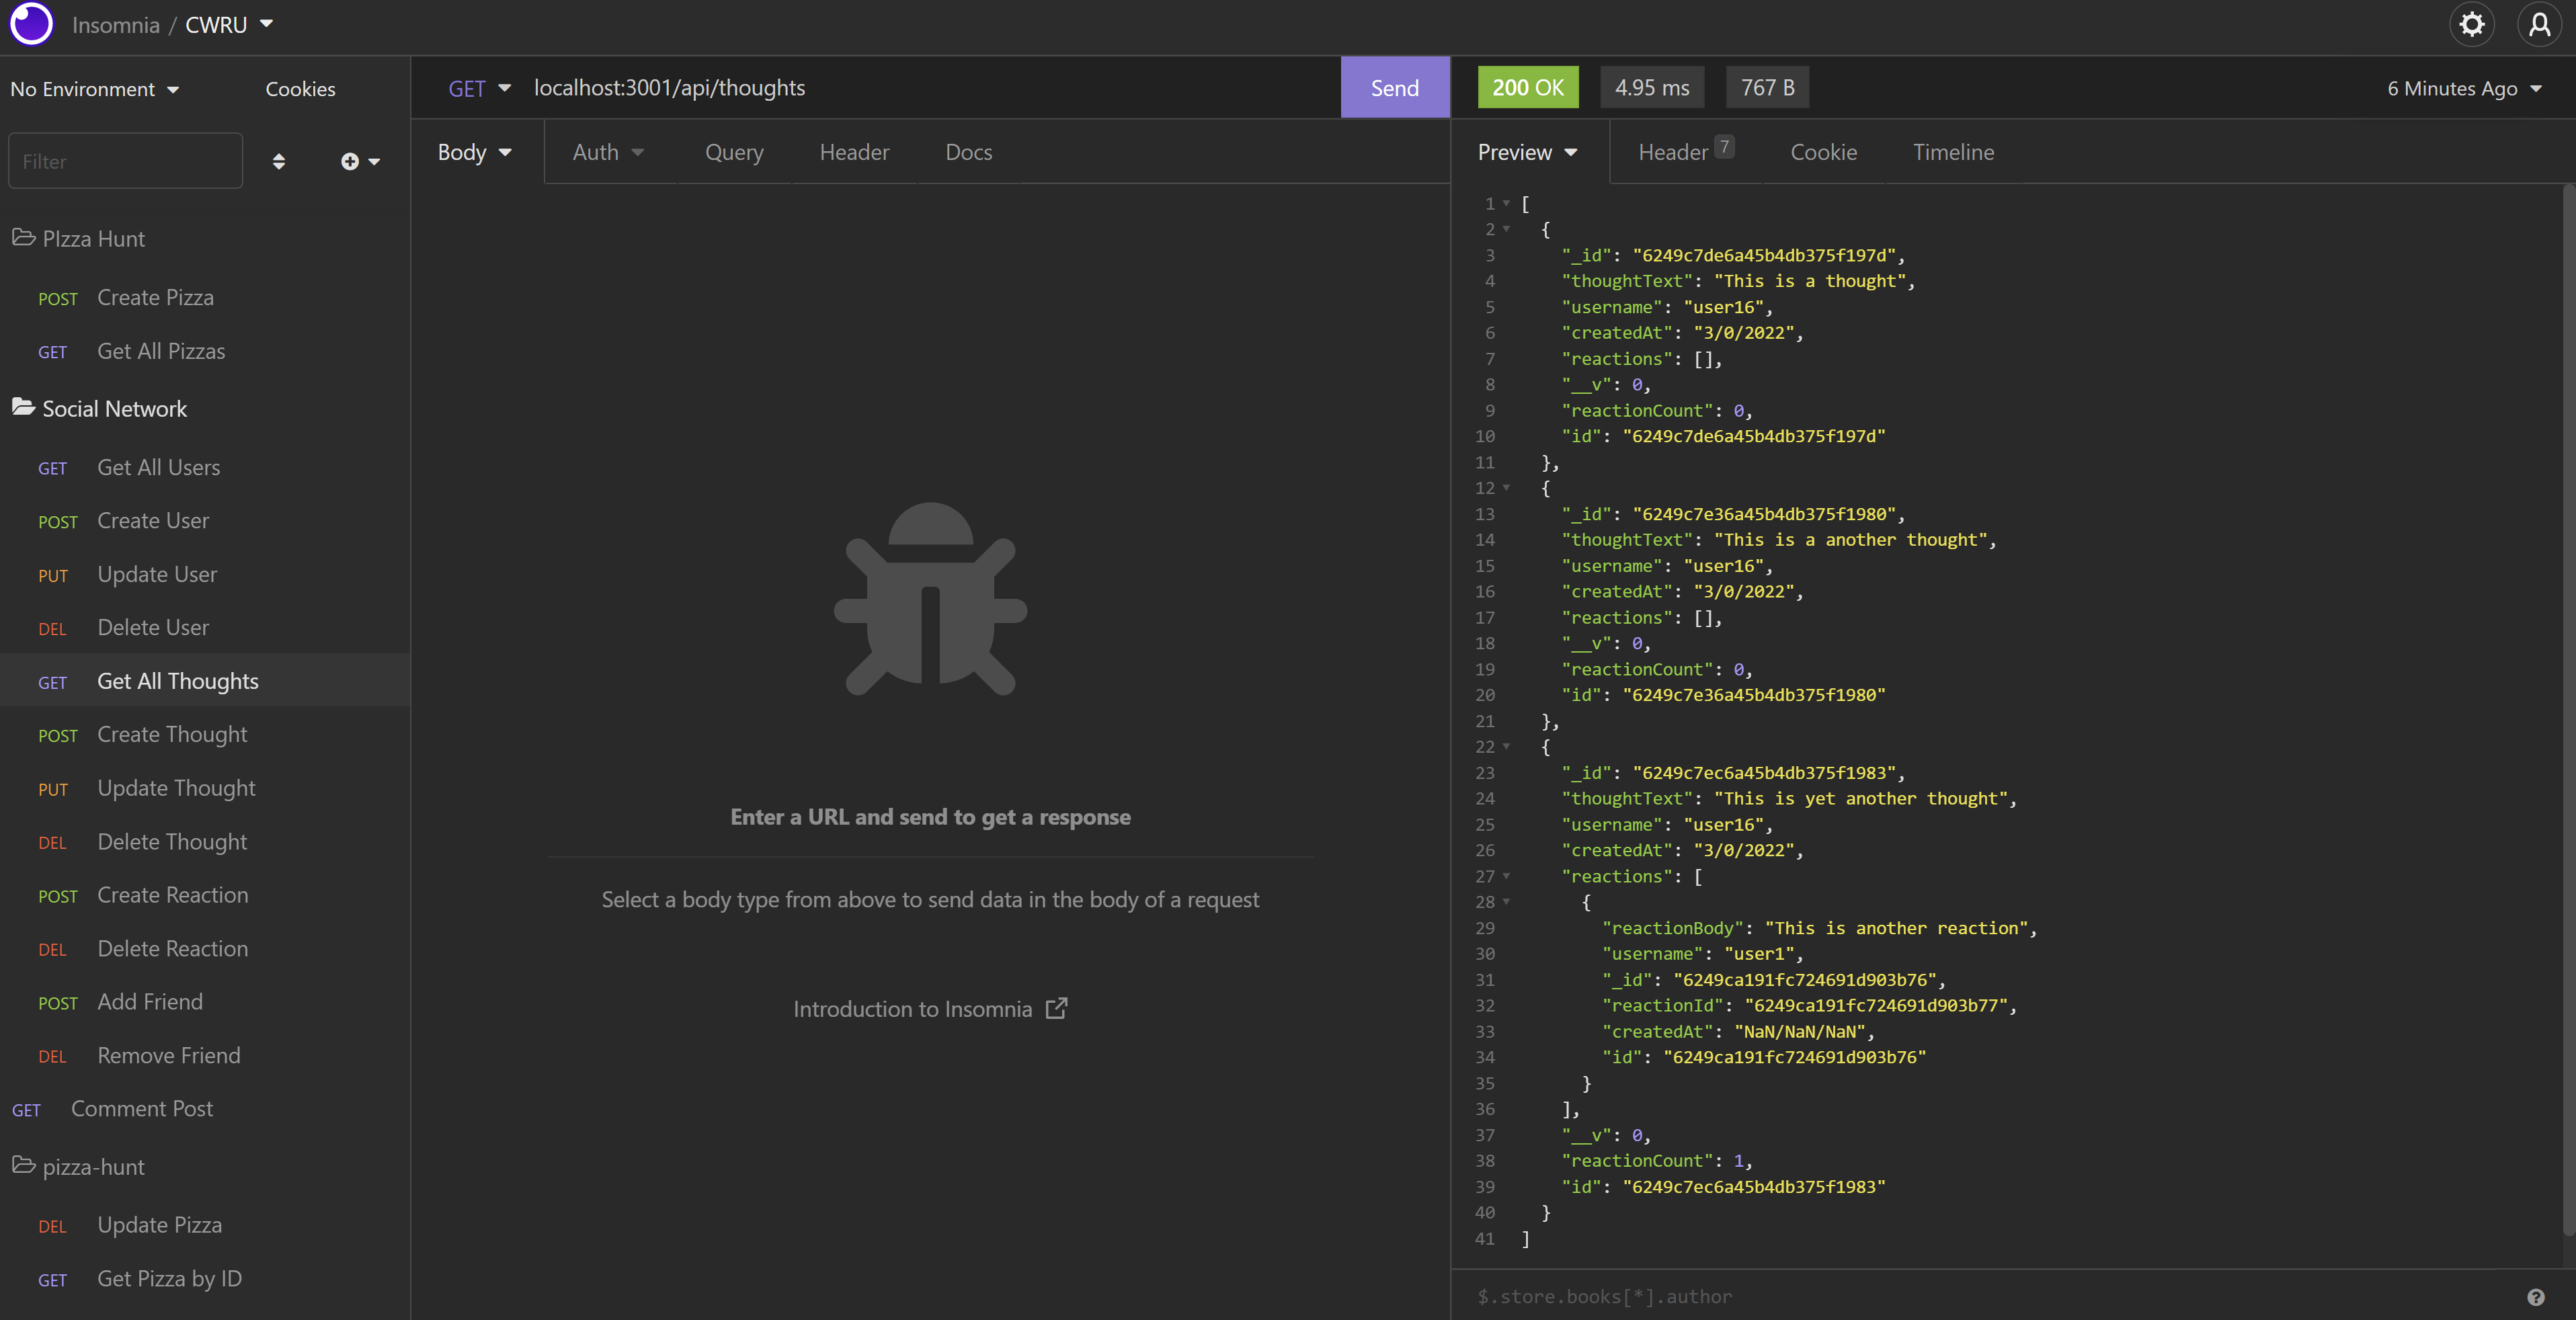 Insomnia / CWRU
No Environment
Cookies
Filter
PIzza Hunt
POST Create Pizza
GET Get All Pizzas
Social Network
GET Get All Users
POST Create User
PUT Update User
DEL Delete User
GET Get All Thoughts
POST Create Thought
PUT Update Thought
DEL Delete Thought
POST Create Reaction
DEL Delete Reaction
POST Add Friend
DEL Remove Friend
GET Comment Post
pizza-hunt
DEL Update Pizza
GET Get Pizza by ID
GET localhost:3001/api/thoughts Send
Body Auth Query Header Docs
Enter a URL and send to get a response
Select a body type from above to send data in the body of a request
Introduction to Insomnia
200 OK 4.95 ms 767 B 6 Minutes Ago
Preview Header 7 Cookie Timeline
1 [
2 {
3 "_id": "6249c7de6a45b4db375f197d",
4 "thoughtText": "This is a thought",
5 "username": "user16",
6 "createdAt": "3/0/2022",
7 "reactions": [],
8 "__v": 0,
9 "reactionCount": 0,
10 "id": "6249c7de6a45b4db375f197d"
11 },
12 {
13 "_id": "6249c7e36a45b4db375f1980",
14 "thoughtText": "This is a another thought",
15 "username": "user16",
16 "createdAt": "3/0/2022",
17 "reactions": [],
18 "__v": 0,
19 "reactionCount": 0,
20 "id": "6249c7e36a45b4db375f1980"
21 },
22 {
23 "_id": "6249c7ec6a45b4db375f1983",
24 "thoughtText": "This is yet another thought",
25 "username": "user16",
26 "createdAt": "3/0/2022",
27 "reactions": [
28 {
29 "reactionBody": "This is another reaction",
30 "username": "user1",
31 "_id": "6249ca191fc724691d903b76",
32 "reactionId": "6249ca191fc724691d903b77",
33 "createdAt": "NaN/NaN/NaN",
34 "id": "6249ca191fc724691d903b76"
35 }
36 ],
37 "__v": 0,
38 "reactionCount": 1,
39 "id": "6249c7ec6a45b4db375f1983"
40 }
41 ]
$.store.books[*].author